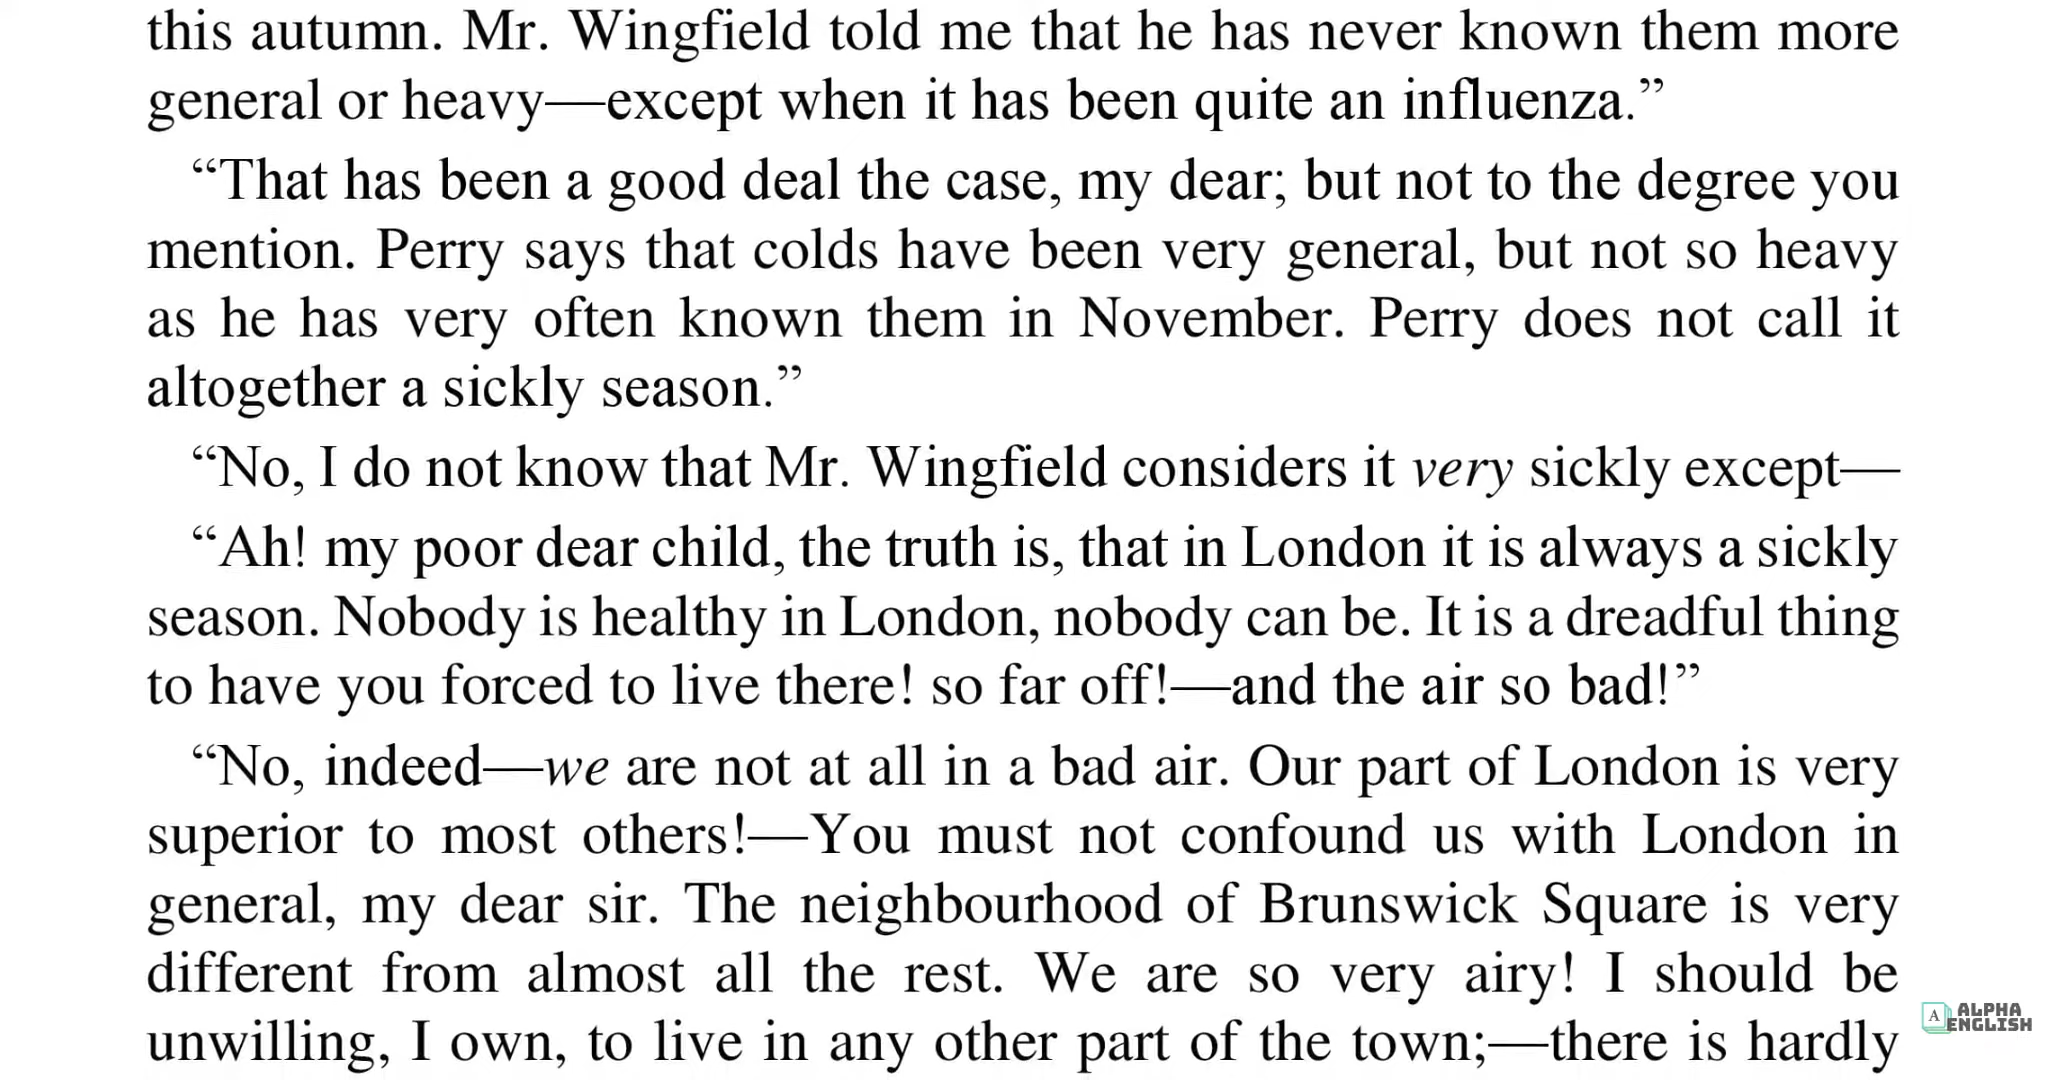 this autumn. Mr. Wingfield told me that he has never known them more
general or heavy—except when it has been quite an influenza.”
“That has been a good deal the case, my dear; but not to the degree you
mention. Perry says that colds have been very general, but not so heavy
as he has very often known them in November. Perry does not call it
altogether a sickly season.”
“No, I do not know that Mr. Wingfield considers it very sickly except—
“Ah! my poor dear child, the truth is, that in London it is always a sickly
season. Nobody is healthy in London, nobody can be. It is a dreadful thing
to have you forced to live there! so far off!—and the air so bad!”
“No, indeed—we are not at all in a bad air. Our part of London is very
superior to most others!—You must not confound us with London in
general, my dear sir. The neighbourhood of Brunswick Square is very
different from almost all the rest. We are so very airy! I should be
unwilling, I own, to live in any other part of the town;—there is hardly
A ALPHA
ENGLISH